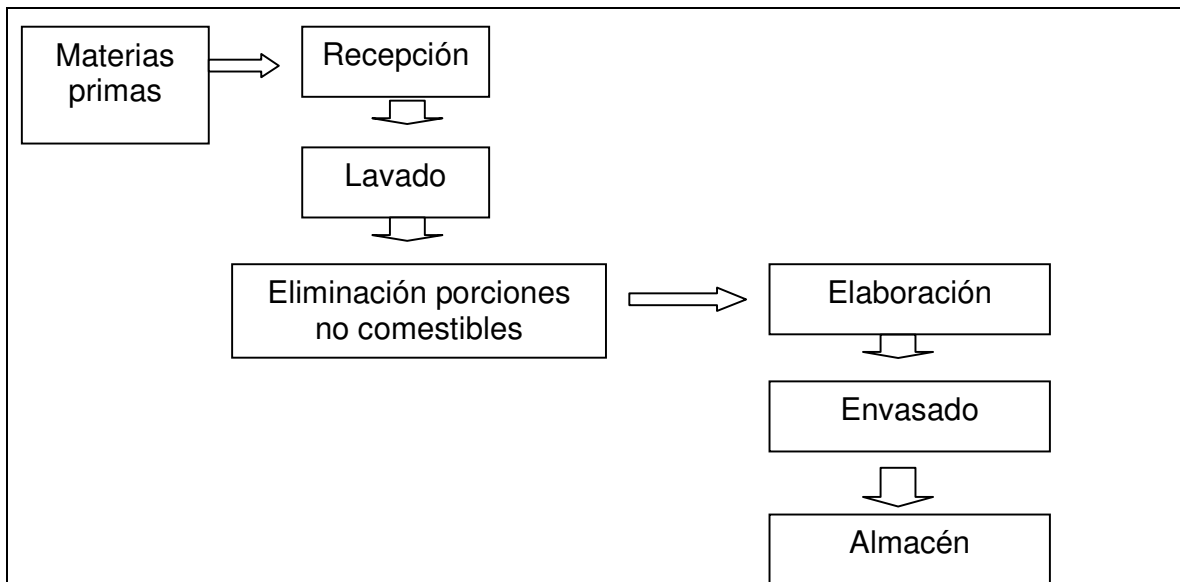 Materias
primas
Recepción
Lavado
Eliminación porciones
no comestibles
Elaboración
Envasado
Almacén